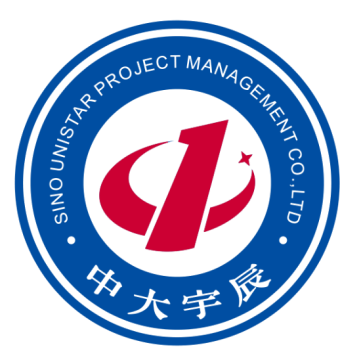 SINO UNISTAR PROJECT MANAGEMENT CO.,LTD
中大宇辰